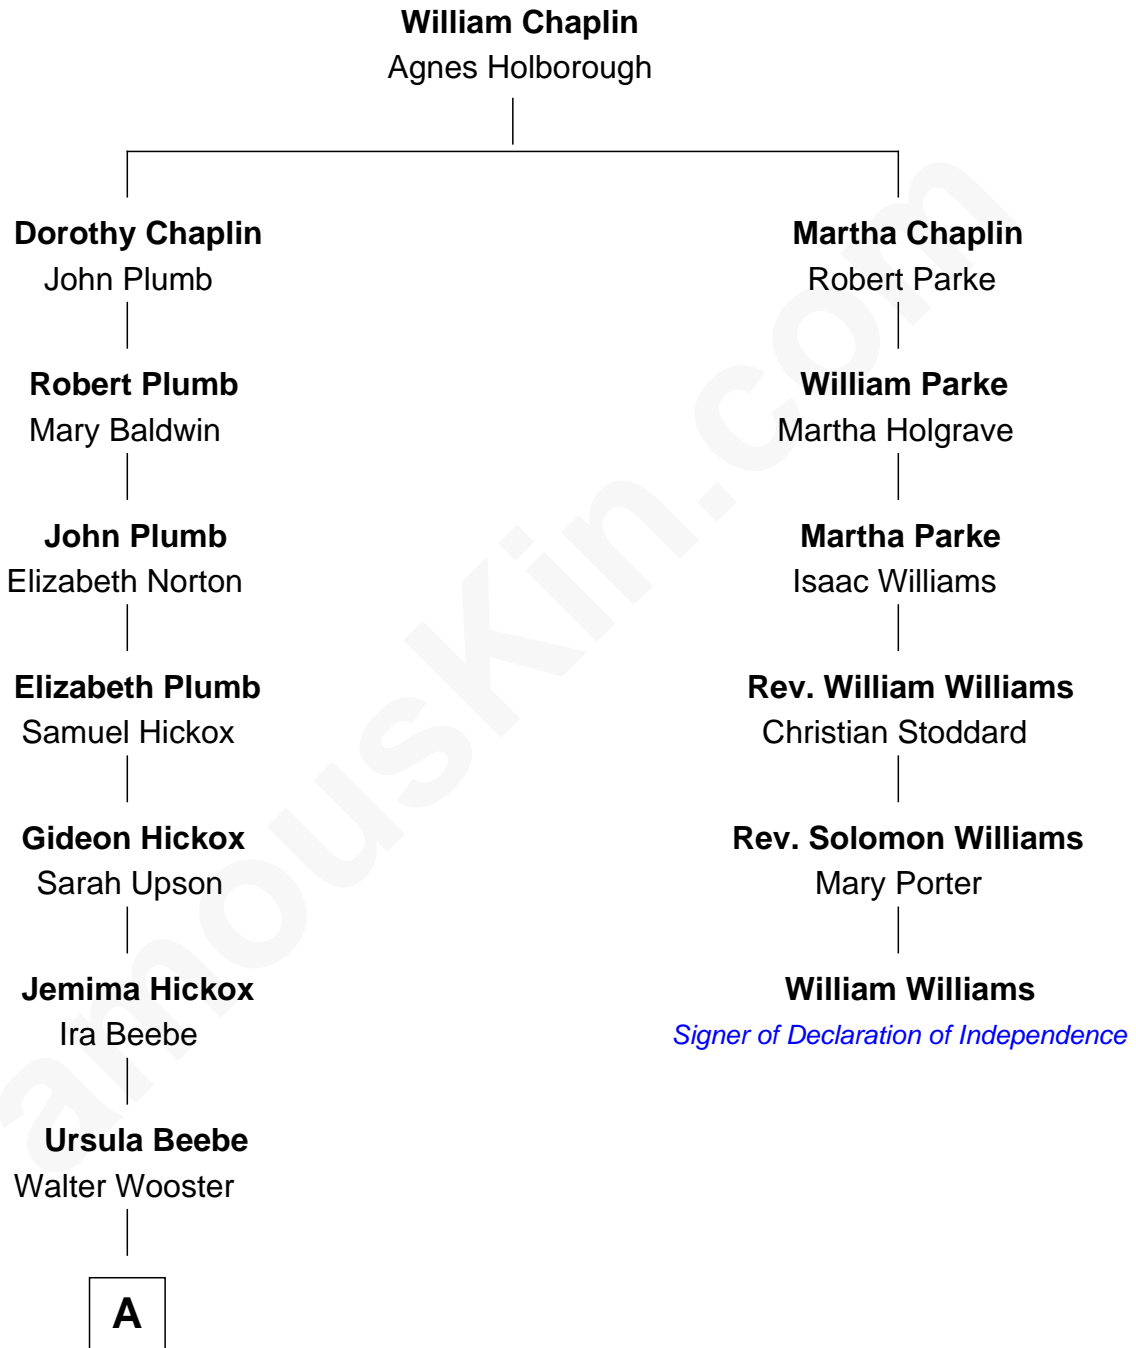 William Chaplin
Agnes Holborough
Dorothy Chaplin
John Plumb
Martha Chaplin
Robert Parke
Robert Plumb
Mary Baldwin
William Parke
Martha Holgrave
John Plumb
Elizabeth Norton
Martha Parke
Isaac Williams
Elizabeth Plumb
Samuel Hickox
Rev. William Williams
Christian Stoddard
Gideon Hickox
Sarah Upson
Rev. Solomon Williams
Mary Porter
Jemima Hickox
Ira Beebe
William Williams
Signer of Declaration of Independence
Ursula Beebe
Walter Wooster
A
amousKin.com